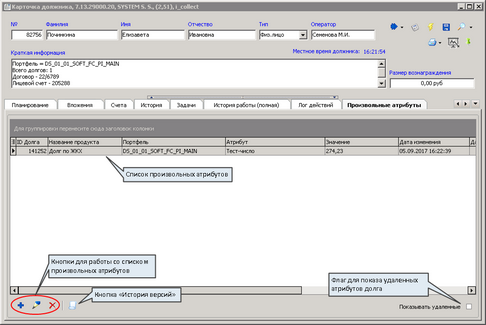 Карточка должника, 7.13.29000.20, SYSTEM S. S., (2,51), i_collect
№ Фамилия Имя Отчество Тип Оператор
82756 Починкина Елизавета Ивановна Физ.лицо Семенова М.И.
Краткая информация Местное время должника: 16:21:54
Портфель = DS_01_01_SOFT_FC_PI_MAIN
Всего долгов: 1
Договор - 22/6789
Лицевой счет - 205288
Размер вознаграждения
0,00 руб
Планирование Вложения Счета История Задачи История работы (полная) Лог действий Произвольные атрибуты
Для группировки перенесите сюда заголовок колонки
ID Долга Название продукта Портфель Атрибут Значение Дата изменения
141252 Долг по ЖКХ DS_01_01_SOFT_FC_PI_MAIN Тест-число 274,23 05.09.2017 16:22:39
Список произвольных атрибутов
Кнопки для работы со списком
произвольных атрибутов
Кнопка «История версий»
Флаг для показа удаленных
атрибутов долга
Показывать удаленные